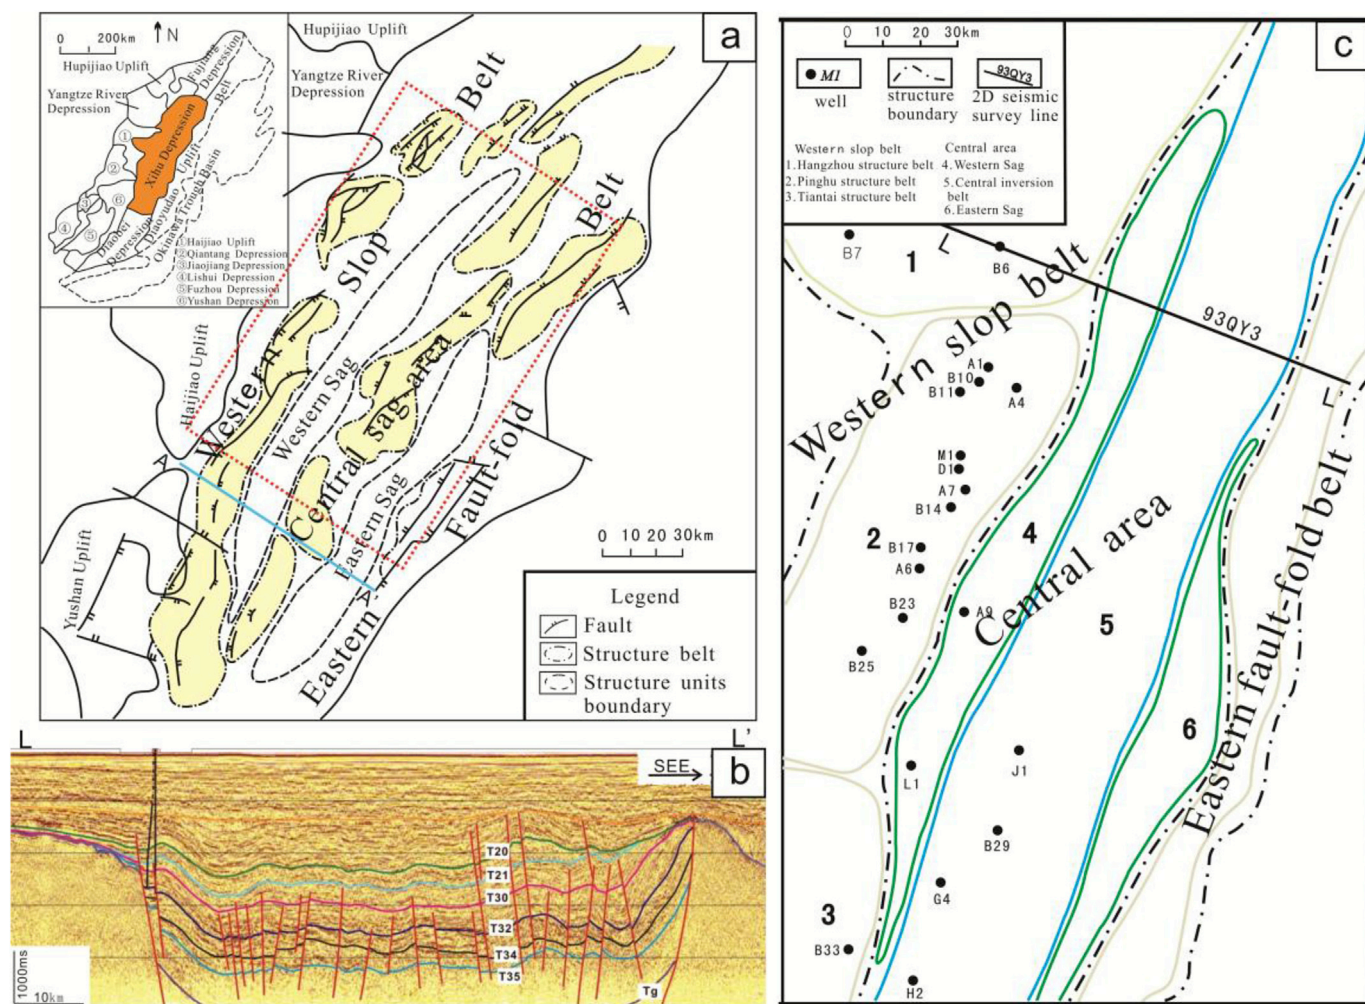 a
0 200km
N
Hupijiao Uplift
Yangtze River
Depression
Fujiang
Depression
Belt
Xihu Depression
Uplift
Diaoyudao
Diaobei
Depression
Okinawa Trough Basin
①
②
③
④
⑤
⑥
①Haijiao Uplift
②Qiantang Depression
③Jiaojiang Depression
④Lishui Depression
⑤Fuzhou Depression
⑥Yushan Depression
Hupijiao Uplift
Yangtze River
Depression
Haijiao Uplift
Yushan Uplift
Western Slop Belt
Western Sag
Central sag area
Eastern Sag
Eastern Fault-fold Belt
A
A'
0 10 20 30km
Legend
Fault
Structure belt
Structure units
boundary
L
L'
b
SEE
T20
T21
T30
T32
T34
T35
Tg
1000ms
10km
c
0 10 20 30km
M1
93QY3
well
structure
boundary
2D seismic
survey line
Western slop belt
1.Hangzhou structure belt
2.Pinghu structure belt
3.Tiantai structure belt
Central area
4.Western Sag
5.Central inversion
belt
6.Eastern Sag
B7
1
L
B6
93QY3
L'
Western slop belt
A1
B10
B11
A4
M1
D1
A7
B14
2
B17
A6
4
B23
A9
B25
Central area
5
6
Eastern fault-fold belt
L1
J1
B29
G4
3
B33
H2